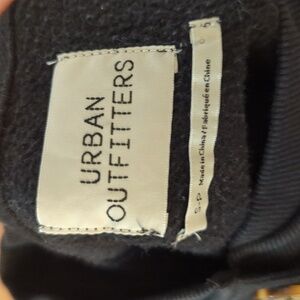 URBAN
OUTFITTERS
S-P
Made in China / Fabriqué en Chine